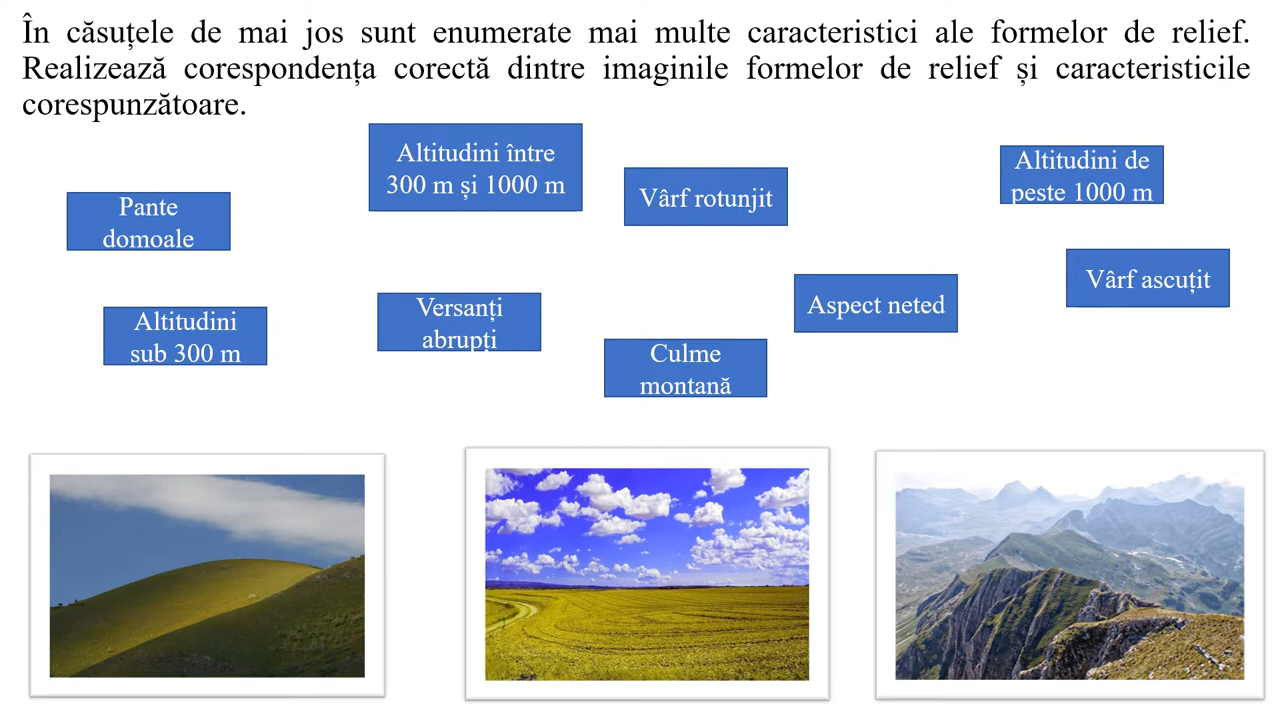 În căsuțele de mai jos sunt enumerate mai multe caracteristici ale formelor de relief.
Realizează corespondența corectă dintre imaginile formelor de relief și caracteristicile
corespunzătoare.
Altitudini între
300 m și 1000 m
Altitudini de
peste 1000 m
Vârf rotunjit
Pante
domoale
Vârf ascuțit
Aspect neted
Versanți
abrupți
Altitudini
sub 300 m
Culme
montană